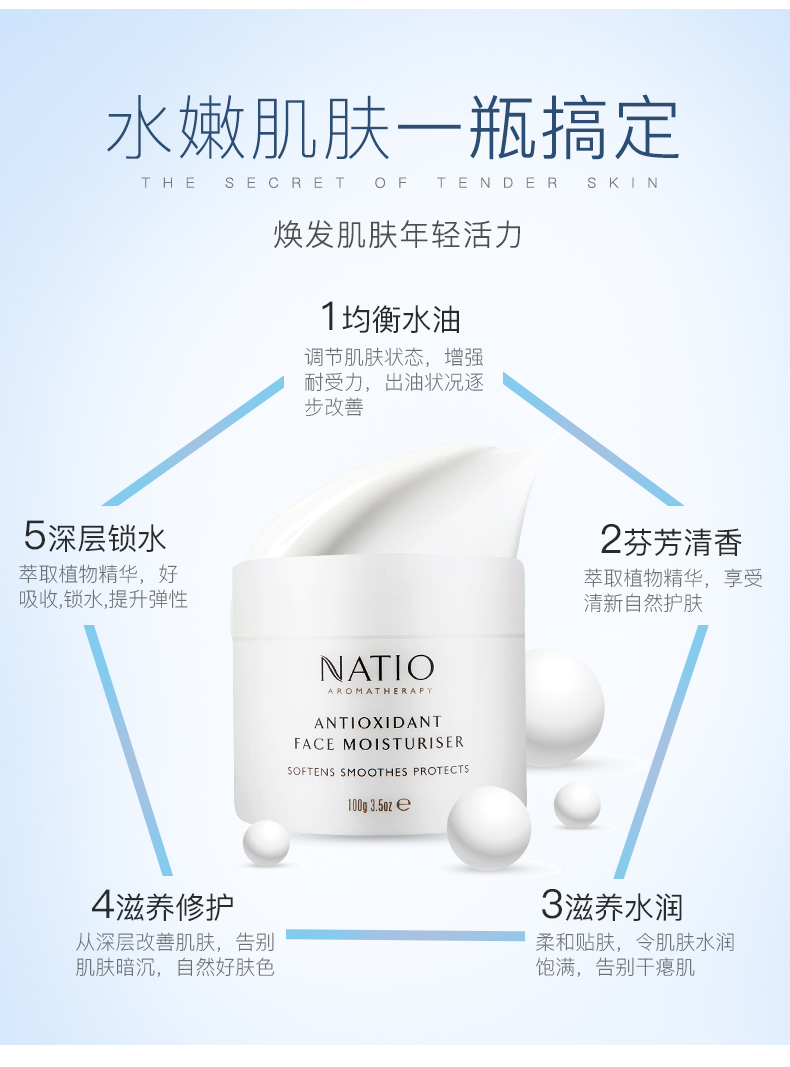 水嫩肌肤一瓶搞定
THE SECRET OF TENDER SKIN
焕发肌肤年轻活力
1均衡水油
调节肌肤状态，增强
耐受力，出油状况逐
步改善
5深层锁水
萃取植物精华，好
吸收,锁水,提升弹性
2芬芳清香
萃取植物精华，享受
清新自然护肤
NATIO
AROMATHERAPY
ANTIOXIDANT
FACE MOISTURISER
SOFTENS SMOOTHES PROTECTS
100g 3.5oz ℮
4滋养修护
从深层改善肌肤，告别
肌肤暗沉，自然好肤色
3滋养水润
柔和贴肤，令肌肤水润
饱满，告别干瘪肌